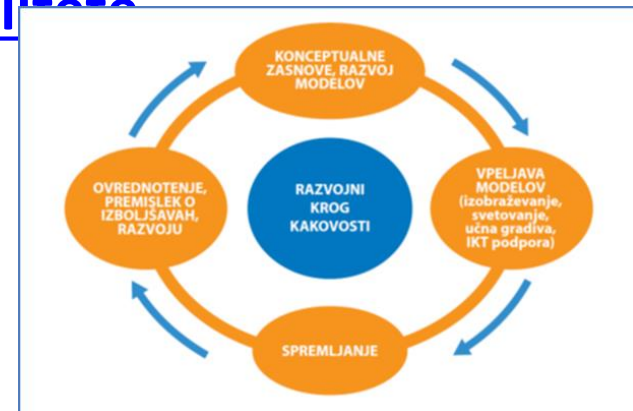 KONCEPTUALNE
ZASNOVE, RAZVOJ
MODELOV
VPELJAVA
MODELOV
(izobraževanje,
svetovanje,
učna gradiva,
IKT podpora)
SPREMLJANJE
OVREDNOTENJE,
PREMISLEK O
IZBOLJŠAVAH,
RAZVOJU
RAZVOJNI
KROG
KAKOVOSTI